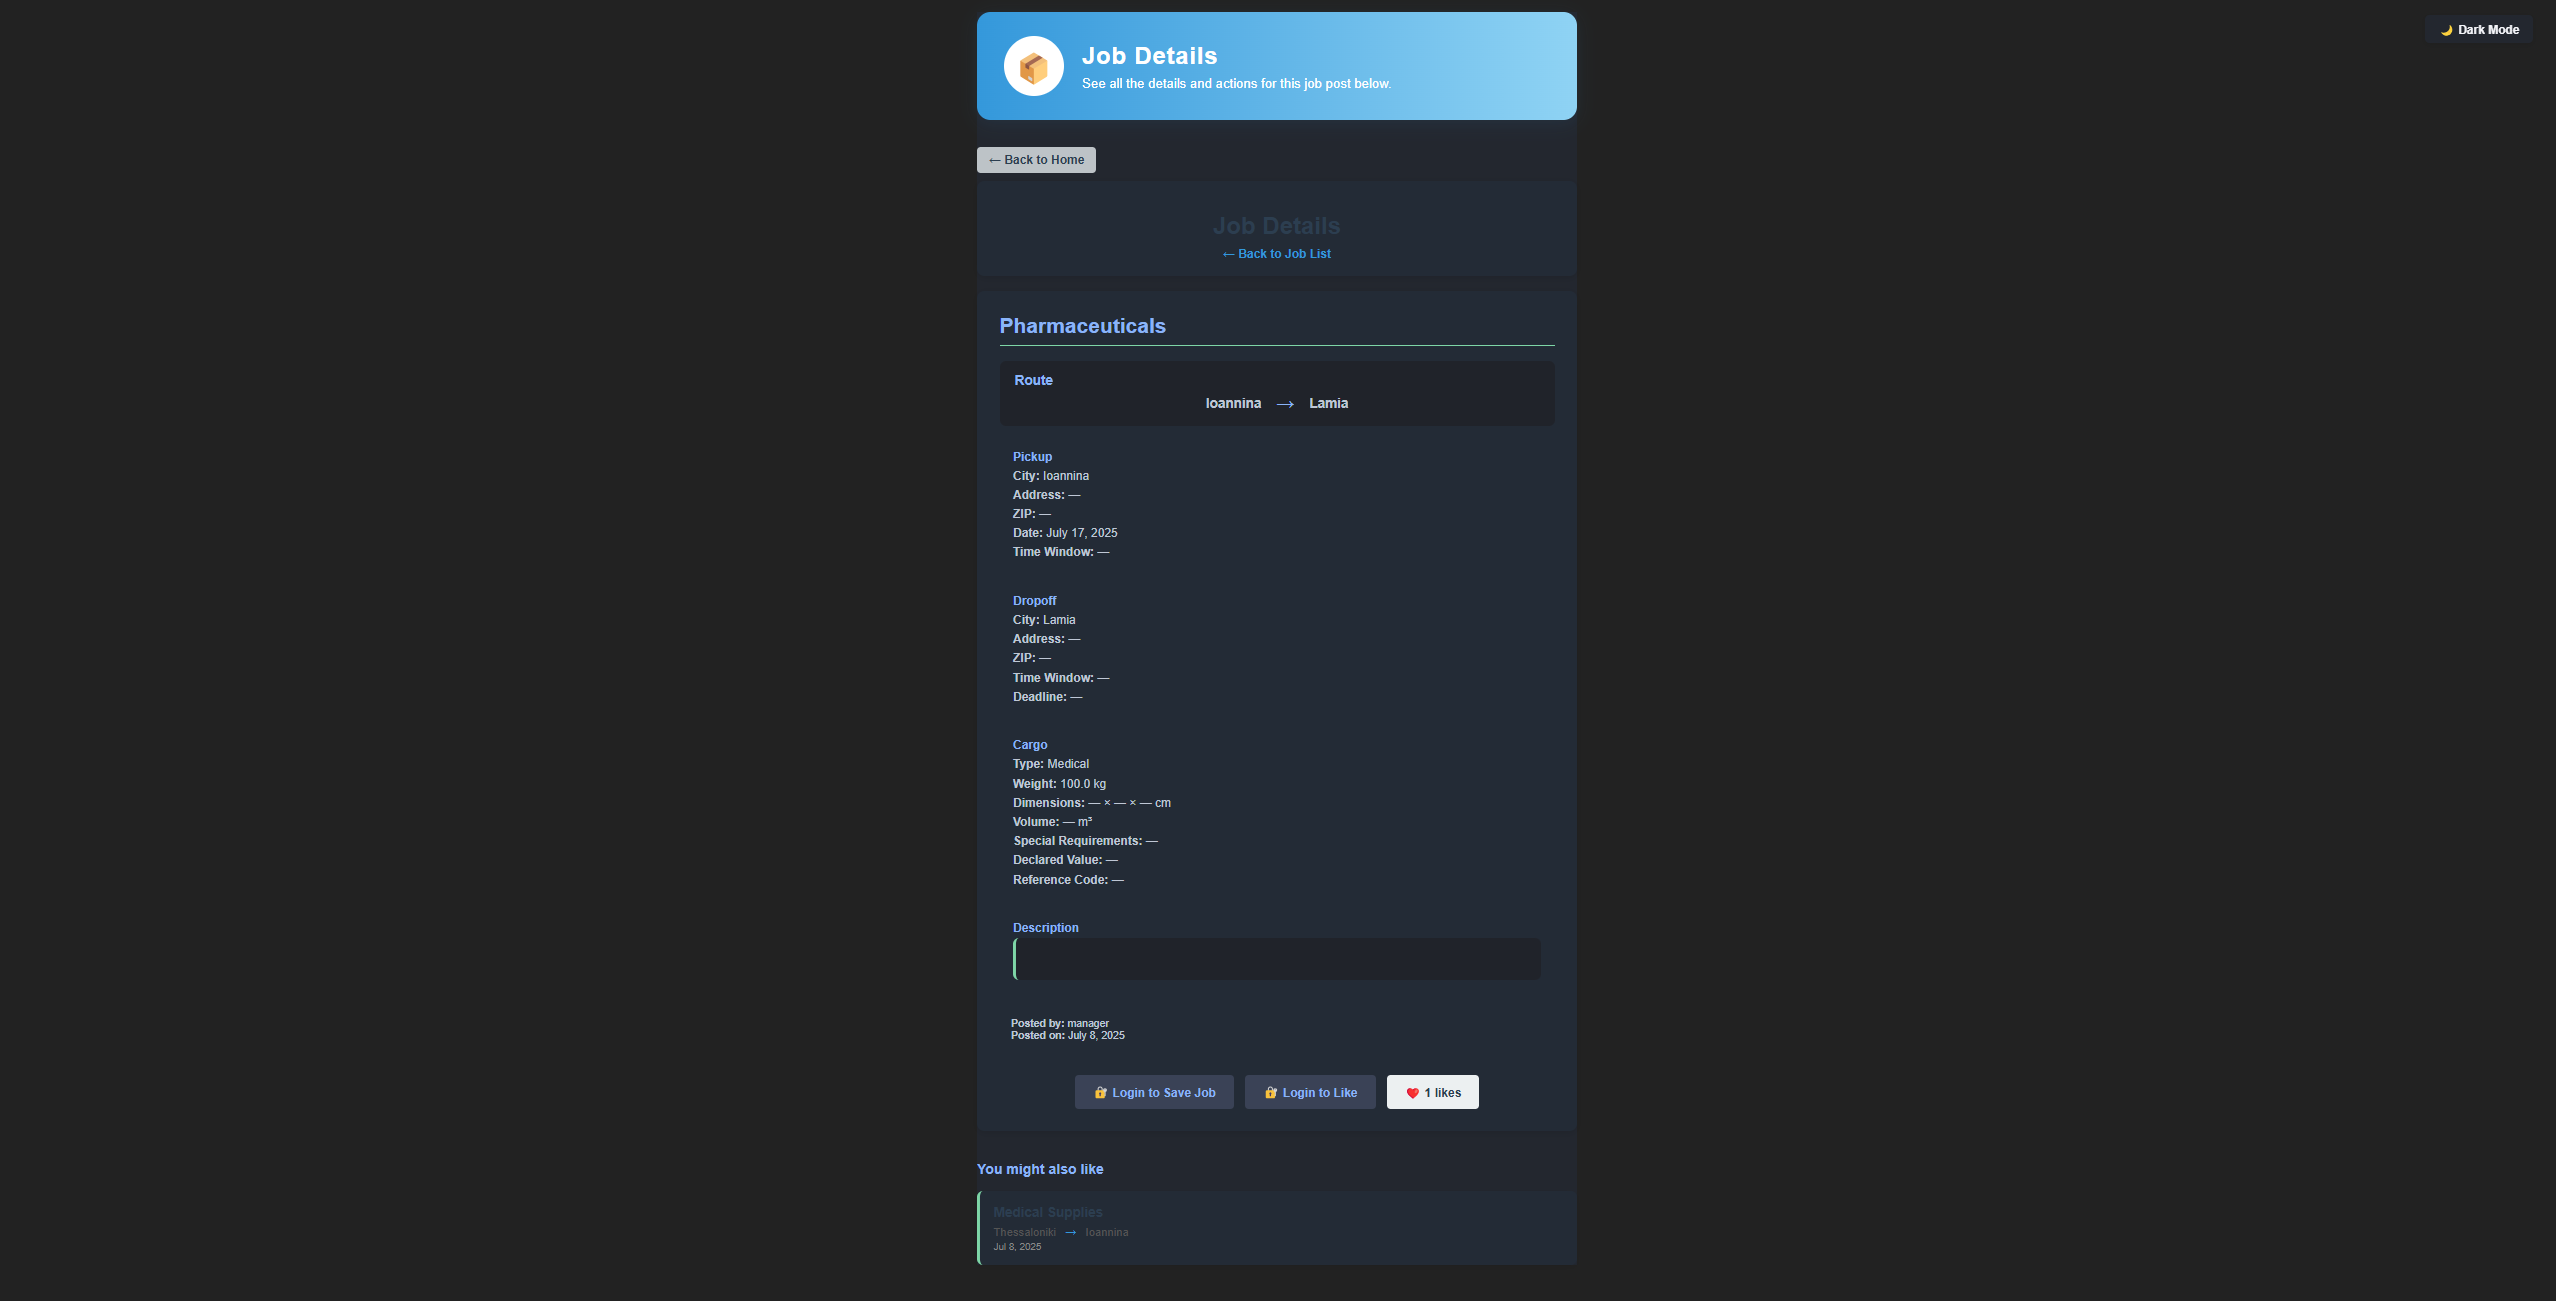 Job Details
See all the details and actions for this job post below.
🌙 Dark Mode
← Back to Home
Job Details
← Back to Job List
Pharmaceuticals
Route
Ioannina → Lamia
Pickup
City: Ioannina
Address: —
ZIP: —
Date: July 17, 2025
Time Window: —
Dropoff
City: Lamia
Address: —
ZIP: —
Time Window: —
Deadline: —
Cargo
Type: Medical
Weight: 100.0 kg
Dimensions: — × — × — cm
Volume: — m³
Special Requirements: —
Declared Value: —
Reference Code: —
Description
Posted by: manager
Posted on: July 8, 2025
🔐 Login to Save Job
🔐 Login to Like
❤️ 1 likes
You might also like
Medical Supplies
Thessaloniki → Ioannina
Jul 8, 2025